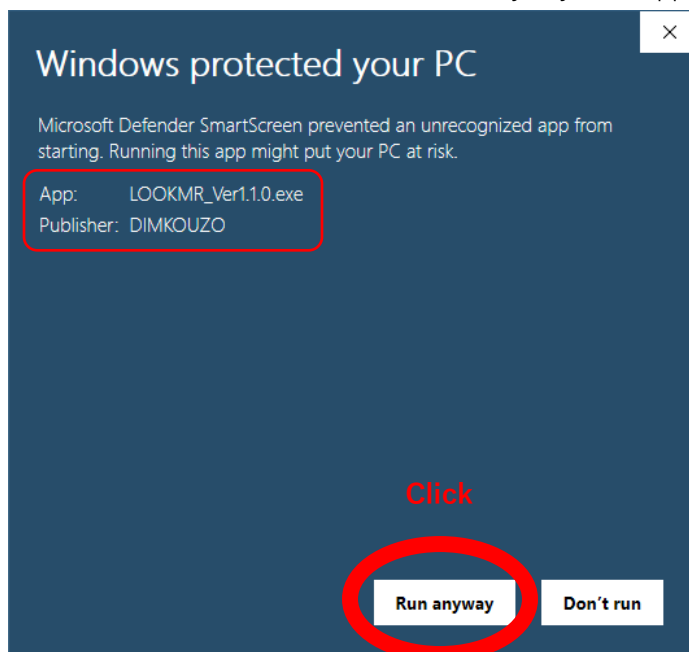 Windows protected your PC
Microsoft Defender SmartScreen prevented an unrecognized app from
starting. Running this app might put your PC at risk.
App: LOOKMR_Ver1.1.0.exe
Publisher: DIMKOUZO
Click
Run anyway Don't run